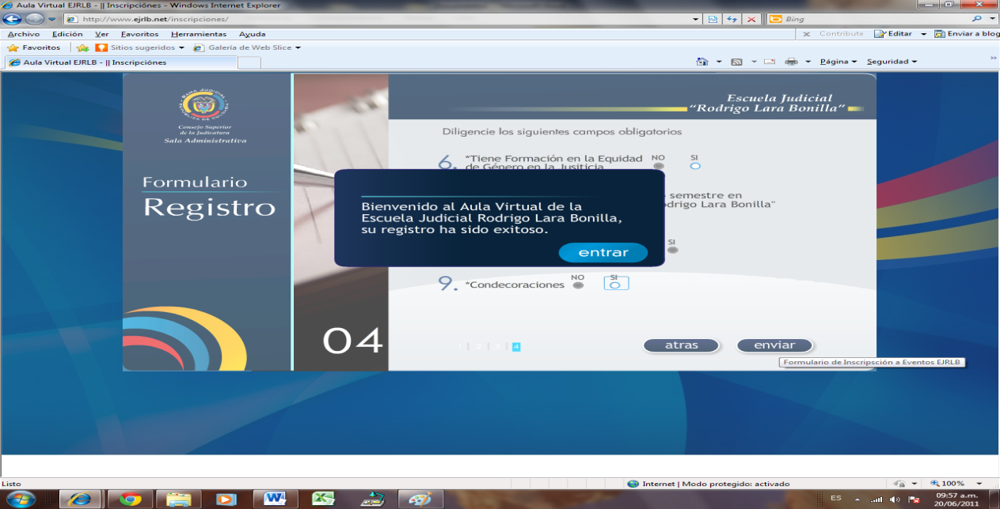 Aula Virtual EJRLB - || Inscripciónes - Windows Internet Explorer
http://www.ejrlb.net/inscripciones/
Bing
Archivo Edición Ver Favoritos Herramientas Ayuda
x Contribute Editar Enviar a blog
Favoritos Sitios sugeridos Galería de Web Slice
Aula Virtual EJRLB - || Inscripciónes
Página Seguridad »
Consejo Superior
de la Judicatura
Sala Administrativa
Formulario
Registro
04
Escuela Judicial
“Rodrigo Lara Bonilla”
Diligencie los siguientes campos obligatorios
6. *Tiene Formación en la Equidad NO SI
de Género en la Jusiticia
semestre en
drigo Lara Bonilla"
Bienvenido al Aula Virtual de la
Escuela Judicial Rodrigo Lara Bonilla,
su registro ha sido exitoso.
entrar
SI
9. *Condecoraciones NO SI
1 | 2 | 3 | 4
atras enviar
Formulario de Inscripsción a Eventos EJRLB
Listo
Internet | Modo protegido: activado
100%
ES
09:57 a.m.
20/06/2011